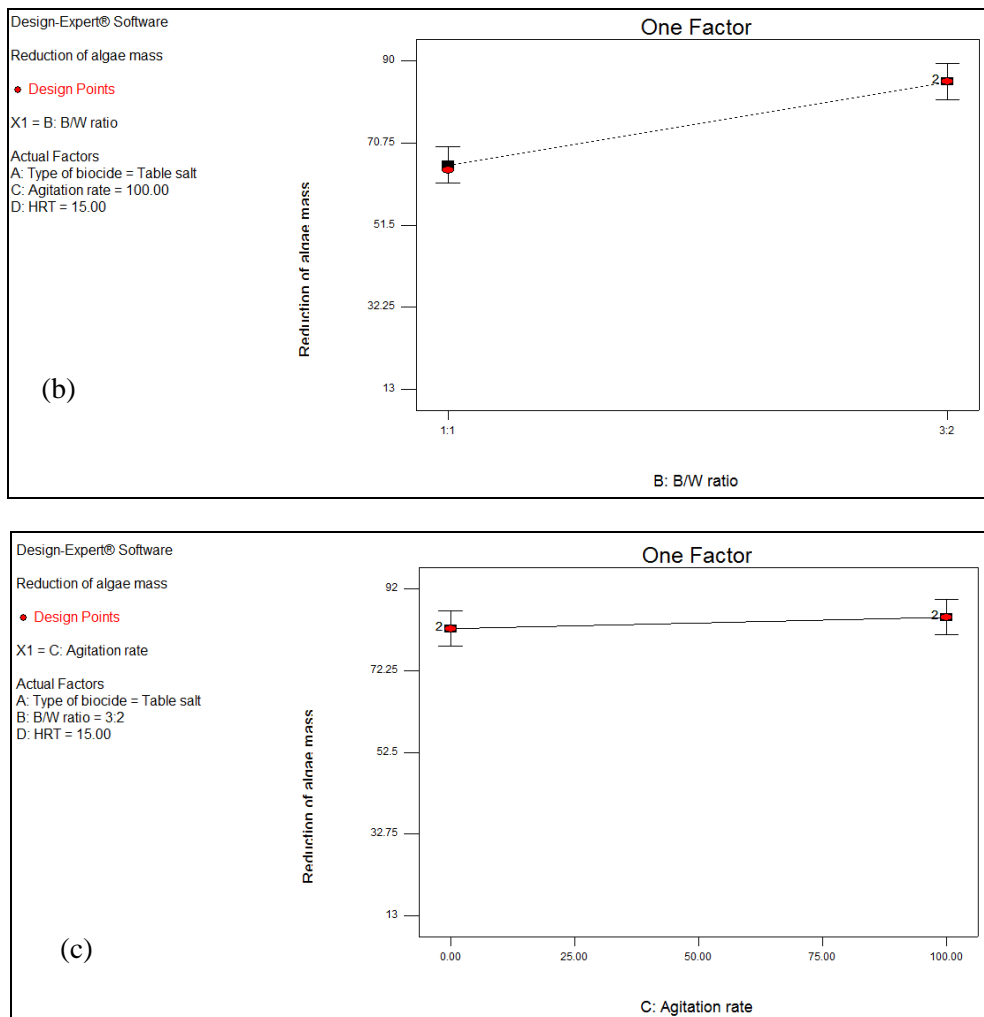 Design-Expert® Software
Reduction of algae mass
Design Points
X1 = B: B/W ratio
Actual Factors
A: Type of biocide = Table salt
C: Agitation rate = 100.00
D: HRT = 15.00
(b)
One Factor
Reduction of algae mass
90
70.75
51.5
32.25
13
2
1:1
3:2
B: B/W ratio
Design-Expert® Software
Reduction of algae mass
Design Points
X1 = C: Agitation rate
Actual Factors
A: Type of biocide = Table salt
B: B/W ratio = 3:2
D: HRT = 15.00
(c)
One Factor
Reduction of algae mass
92
72.25
52.5
32.75
13
2
2
0.00
25.00
50.00
75.00
100.00
C: Agitation rate